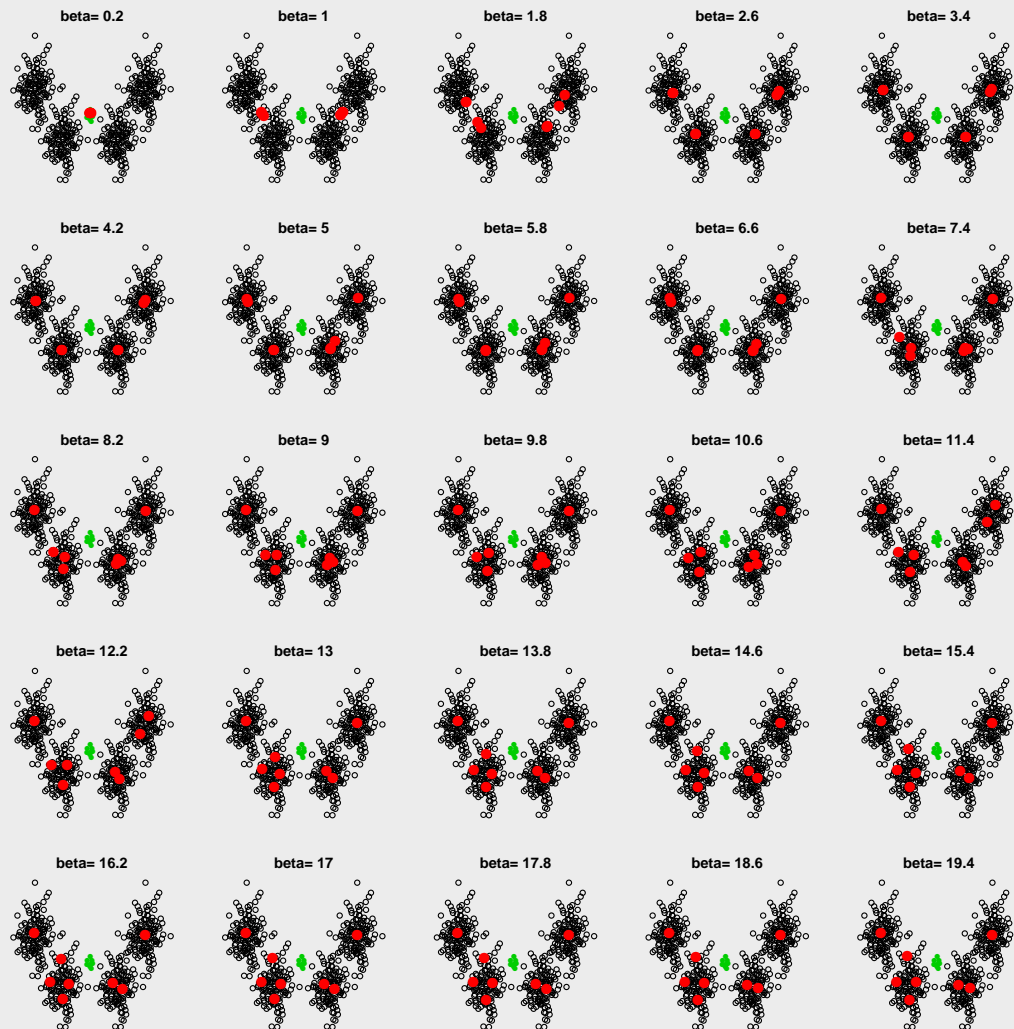 beta= 0.2
beta= 1
beta= 1.8
beta= 2.6
beta= 3.4
beta= 4.2
beta= 5
beta= 5.8
beta= 6.6
beta= 7.4
beta= 8.2
beta= 9
beta= 9.8
beta= 10.6
beta= 11.4
beta= 12.2
beta= 13
beta= 13.8
beta= 14.6
beta= 15.4
beta= 16.2
beta= 17
beta= 17.8
beta= 18.6
beta= 19.4